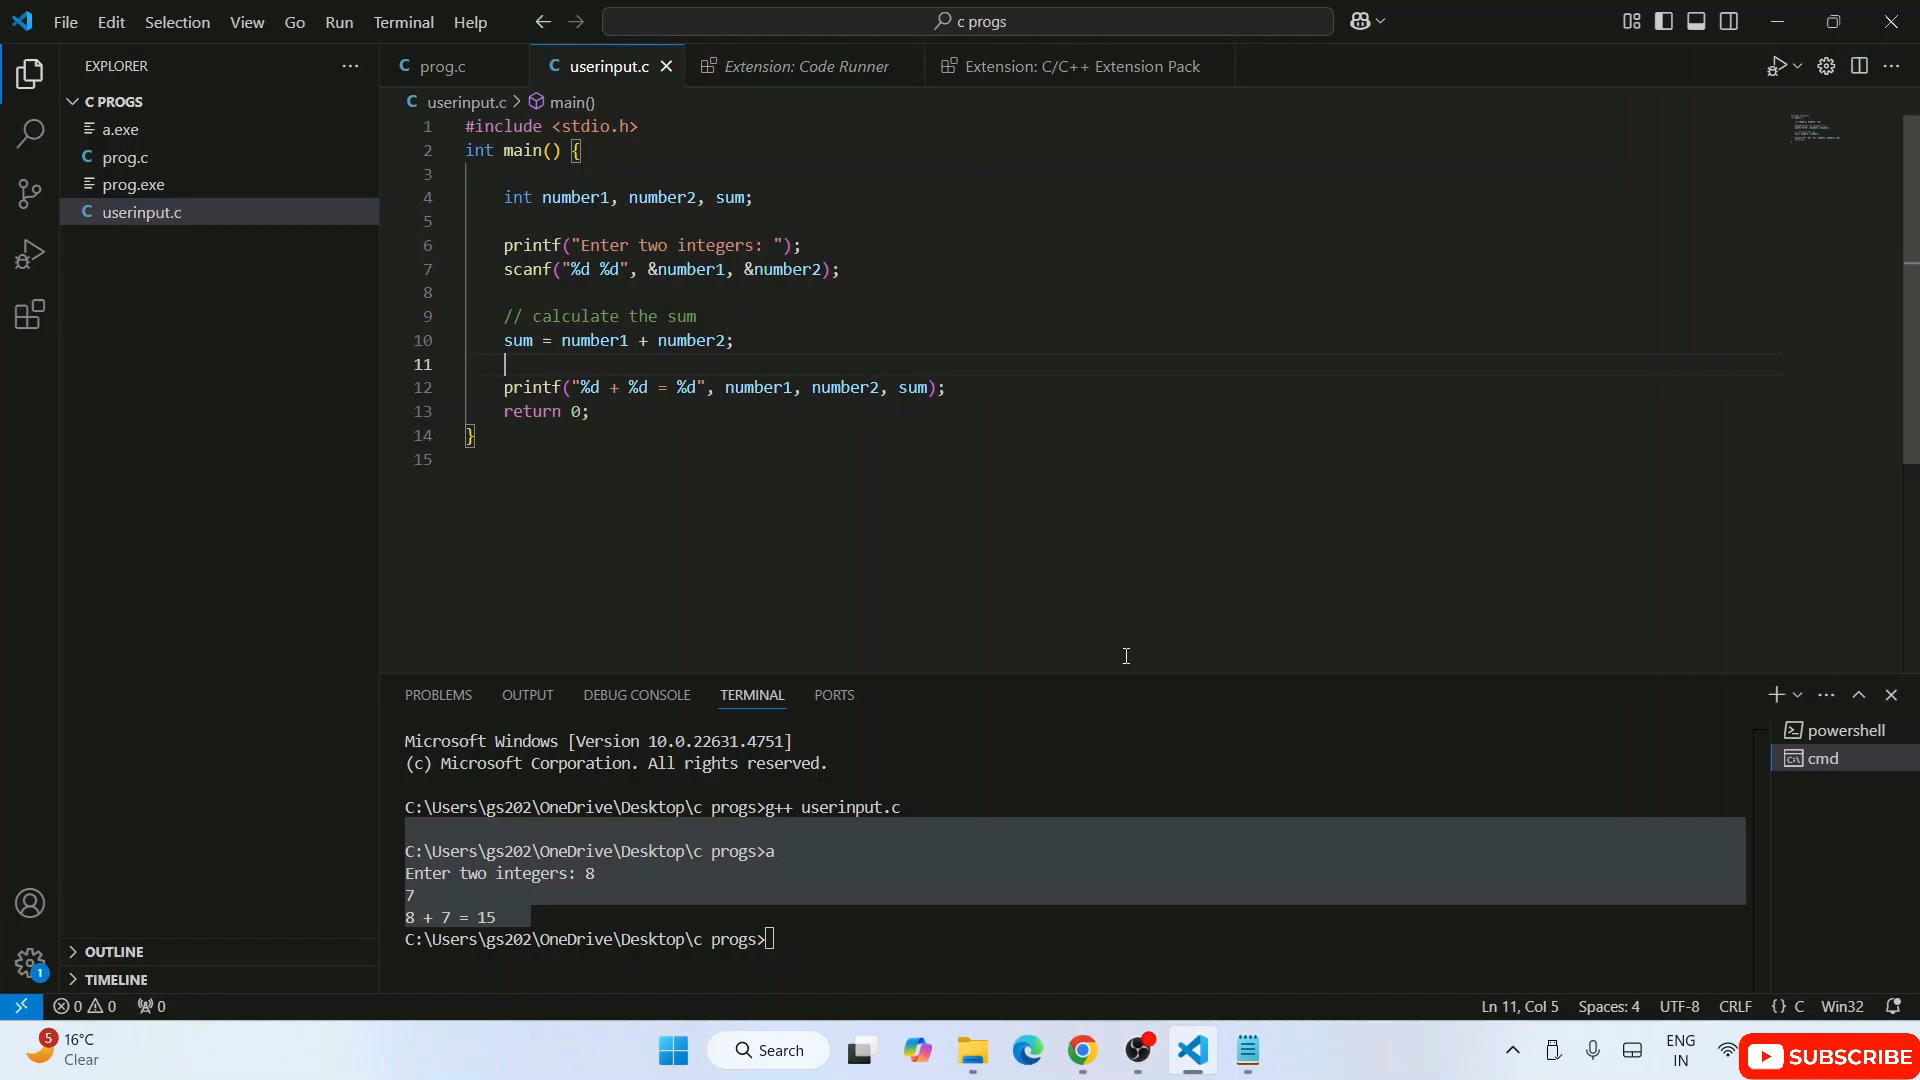 File Edit Selection View Go Run Terminal Help
c progs
EXPLORER
C PROGS
a.exe
C prog.c
prog.exe
C userinput.c
OUTLINE
TIMELINE
C prog.c
C userinput.c
Extension: Code Runner
Extension: C/C++ Extension Pack
C userinput.c > main()
1 #include <stdio.h>
2 int main() {
3
4 int number1, number2, sum;
5
6 printf("Enter two integers: ");
7 scanf("%d %d", &number1, &number2);
8
9 // calculate the sum
10 sum = number1 + number2;
11
12 printf("%d + %d = %d", number1, number2, sum);
13 return 0;
14 }
15
PROBLEMS OUTPUT DEBUG CONSOLE TERMINAL PORTS
powershell
cmd
Microsoft Windows [Version 10.0.22631.4751]
(c) Microsoft Corporation. All rights reserved.
C:\Users\gs202\OneDrive\Desktop\c progs>g++ userinput.c
C:\Users\gs202\OneDrive\Desktop\c progs>a
Enter two integers: 8
7
8 + 7 = 15
C:\Users\gs202\OneDrive\Desktop\c progs>
1
0 0 0
Ln 11, Col 5 Spaces: 4 UTF-8 CRLF {} C Win32
5
16°C
Clear
Search
ENG
IN
SUBSCRIBE